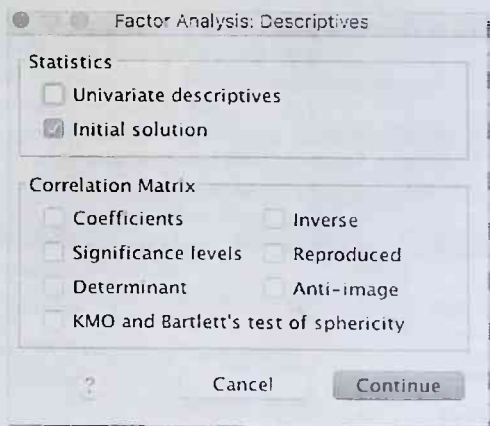 Factor Analysis: Descriptives
Statistics
Univariate descriptives
Initial solution
Correlation Matrix
Coefficients Inverse
Significance levels Reproduced
Determinant Anti-image
KMO and Bartlett's test of sphericity
? Cancel Continue